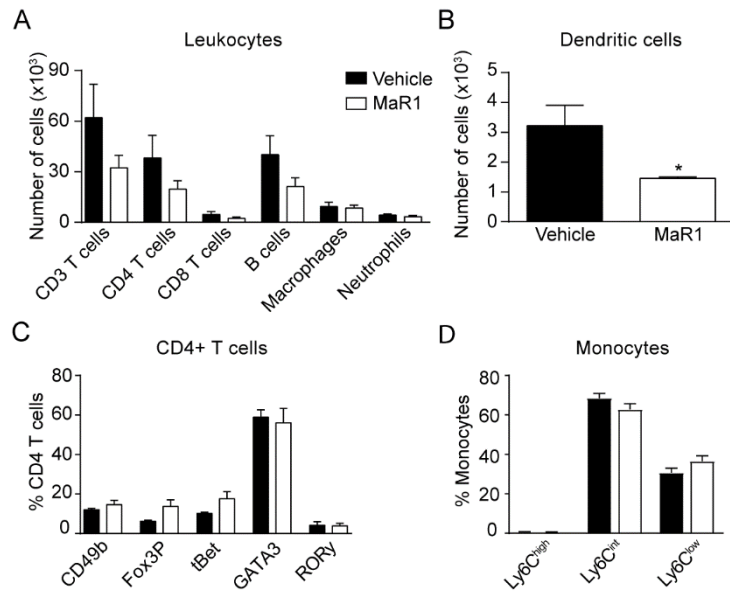 A
Leukocytes
Number of cells (x10³)
90
60
30
0
Vehicle
MaR1
CD3 T cells
CD4 T cells
CD8 T cells
B cells
Macrophages
Neutrophils
B
Dendritic cells
Number of cells (x10³)
5
4
3
2
1
0
*
Vehicle
MaR1
C
CD4+ T cells
% CD4 T cells
80
60
40
20
0
CD49b
Fox3P
tBet
GATA3
RORγ
D
Monocytes
% Monocytes
80
60
40
20
0
Ly6Chigh
Ly6Cint
Ly6Clow